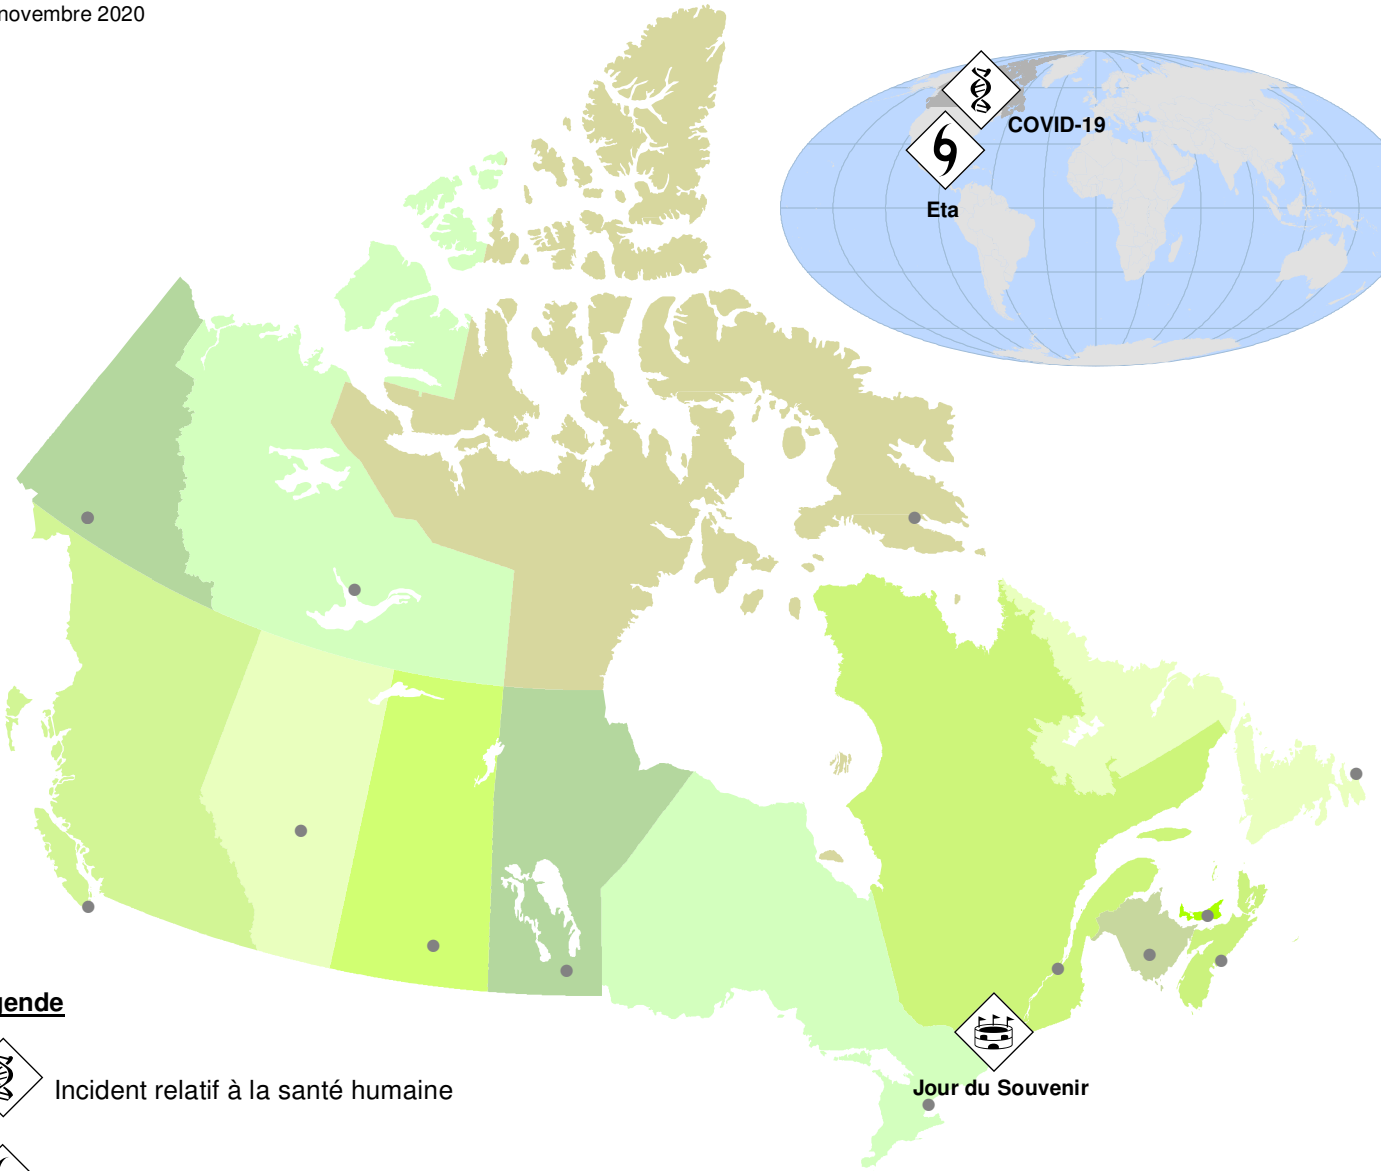 novembre 2020
COVID-19
Eta
Jour du Souvenir
gende
Incident relatif à la santé humaine